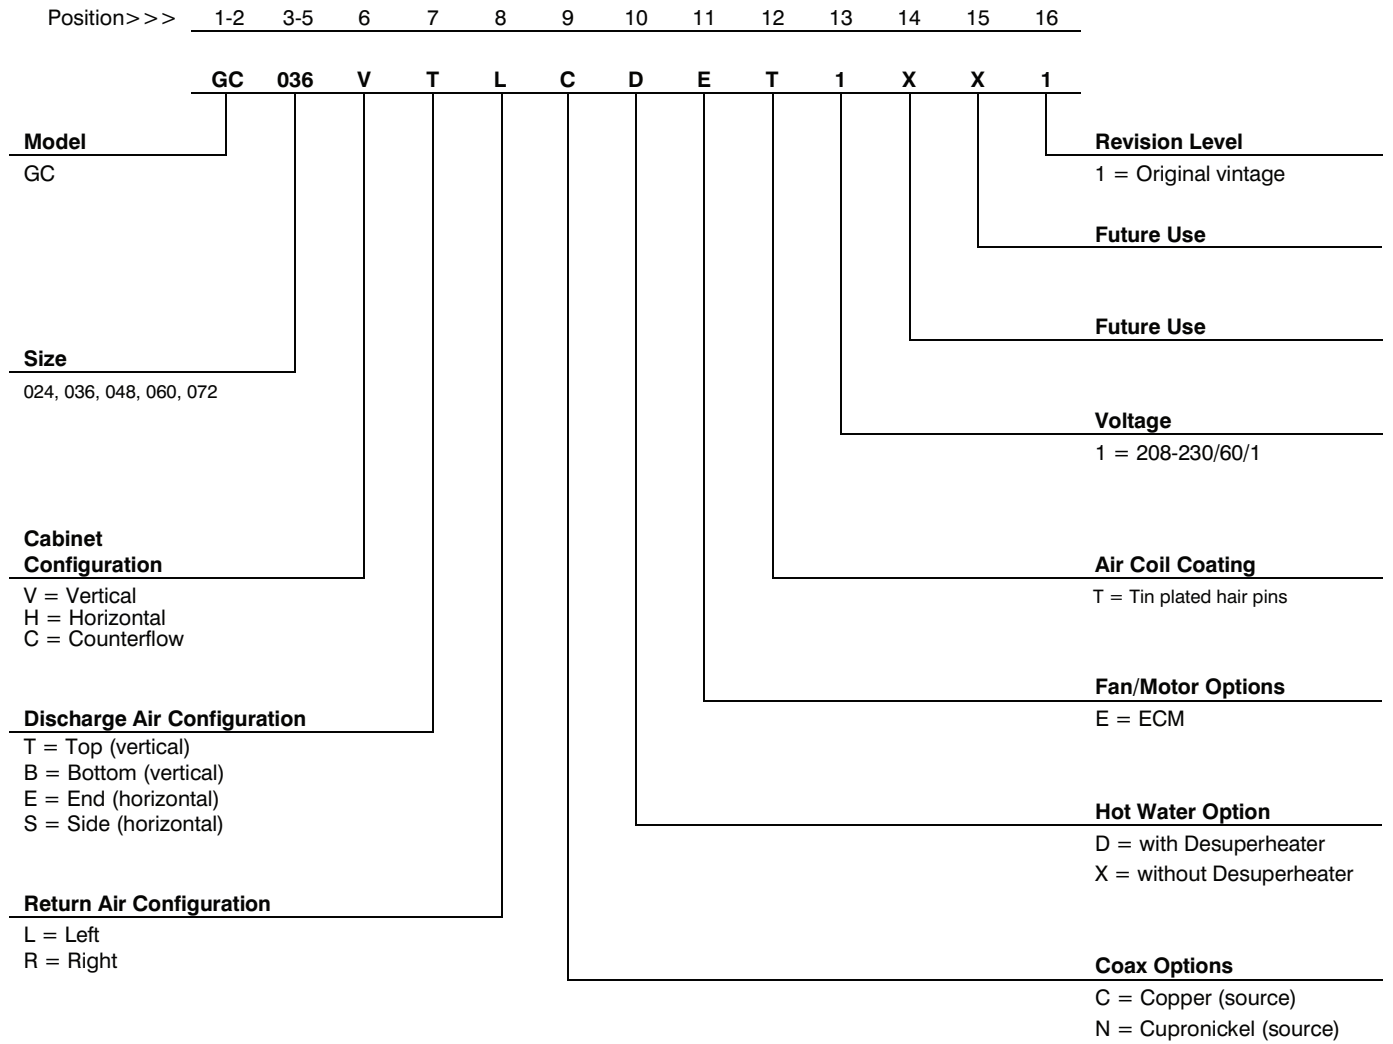 Position>>> 1-2 3-5 6 7 8 9 10 11 12 13 14 15 16
GC 036 V T L C D E T 1 X X 1
Model
GC
Size
024, 036, 048, 060, 072
Cabinet
Configuration
V = Vertical
H = Horizontal
C = Counterflow
Discharge Air Configuration
T = Top (vertical)
B = Bottom (vertical)
E = End (horizontal)
S = Side (horizontal)
Return Air Configuration
L = Left
R = Right
Revision Level
1 = Original vintage
Future Use
Future Use
Voltage
1 = 208-230/60/1
Air Coil Coating
T = Tin plated hair pins
Fan/Motor Options
E = ECM
Hot Water Option
D = with Desuperheater
X = without Desuperheater
Coax Options
C = Copper (source)
N = Cupronickel (source)